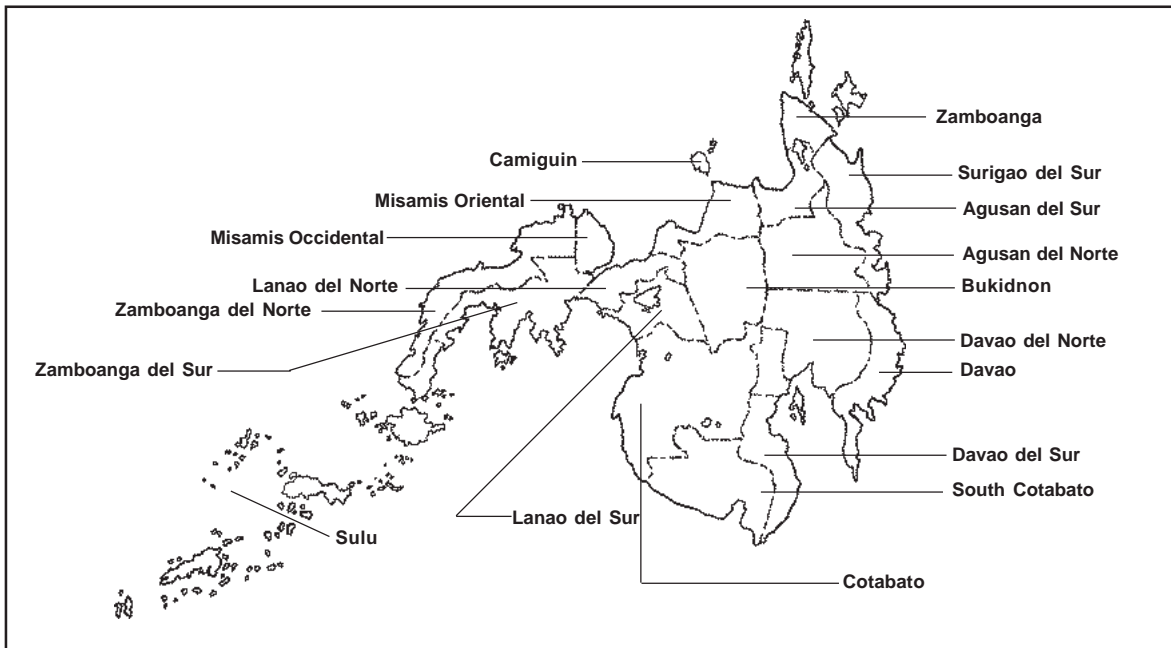 Zamboanga
Camiguin
Surigao del Sur
Misamis Oriental
Agusan del Sur
Misamis Occidental
Agusan del Norte
Lanao del Norte
Bukidnon
Zamboanga del Norte
Davao del Norte
Zamboanga del Sur
Davao
Davao del Sur
South Cotabato
Lanao del Sur
Sulu
Cotabato